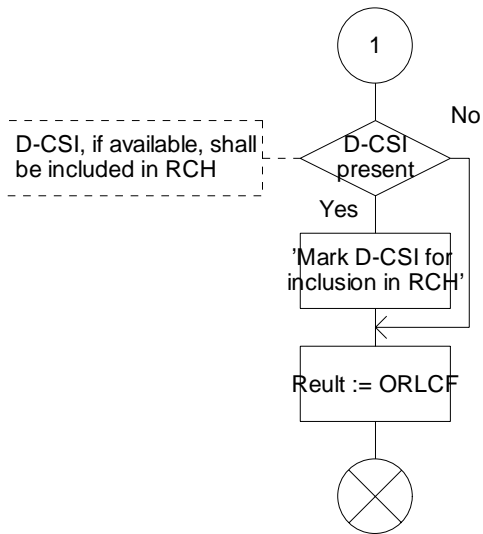 1
No
D-CSI, if available, shall
be included in RCH
D-CSI
present
Yes
'Mark D-CSI for
inclusion in RCH'
Reult := ORLCF